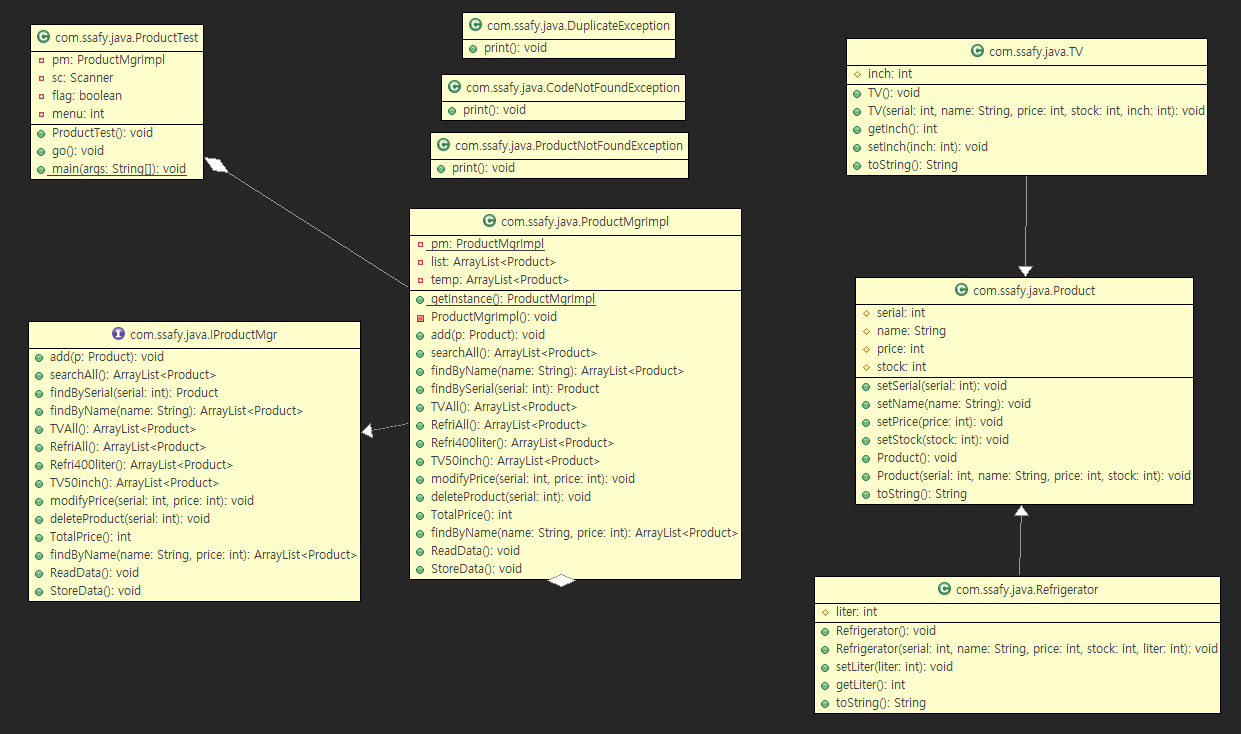 com.ssafy.java.ProductTest
pm: ProductMgrImpl
sc: Scanner
flag: boolean
menu: int
ProductTest(): void
go(): void
main(args: String[]): void
com.ssafy.java.DuplicateException
print(): void
com.ssafy.java.CodeNotFoundException
print(): void
com.ssafy.java.ProductNotFoundException
print(): void
com.ssafy.java.TV
inch: int
TV(): void
TV(serial: int, name: String, price: int, stock: int, inch: int): void
getInch(): int
setInch(inch: int): void
toString(): String
com.ssafy.java.ProductMgrImpl
pm: ProductMgrImpl
list: ArrayList<Product>
temp: ArrayList<Product>
getInstance(): ProductMgrImpl
ProductMgrImpl(): void
add(p: Product): void
searchAll(): ArrayList<Product>
findByName(name: String): ArrayList<Product>
findBySerial(serial: int): Product
TVAll(): ArrayList<Product>
RefriAll(): ArrayList<Product>
Refri400liter(): ArrayList<Product>
TV50inch(): ArrayList<Product>
modifyPrice(serial: int, price: int): void
deleteProduct(serial: int): void
TotalPrice(): int
findByName(name: String, price: int): ArrayList<Product>
ReadData(): void
StoreData(): void
com.ssafy.java.IProductMgr
add(p: Product): void
searchAll(): ArrayList<Product>
findBySerial(serial: int): Product
findByName(name: String): ArrayList<Product>
TVAll(): ArrayList<Product>
RefriAll(): ArrayList<Product>
Refri400liter(): ArrayList<Product>
TV50inch(): ArrayList<Product>
modifyPrice(serial: int, price: int): void
deleteProduct(serial: int): void
TotalPrice(): int
findByName(name: String, price: int): ArrayList<Product>
ReadData(): void
StoreData(): void
com.ssafy.java.Product
serial: int
name: String
price: int
stock: int
setSerial(serial: int): void
setName(name: String): void
setPrice(price: int): void
setStock(stock: int): void
Product(): void
Product(serial: int, name: String, price: int, stock: int): void
toString(): String
com.ssafy.java.Refrigerator
liter: int
Refrigerator(): void
Refrigerator(serial: int, name: String, price: int, stock: int, liter: int): void
setLiter(liter: int): void
getLiter(): int
toString(): String